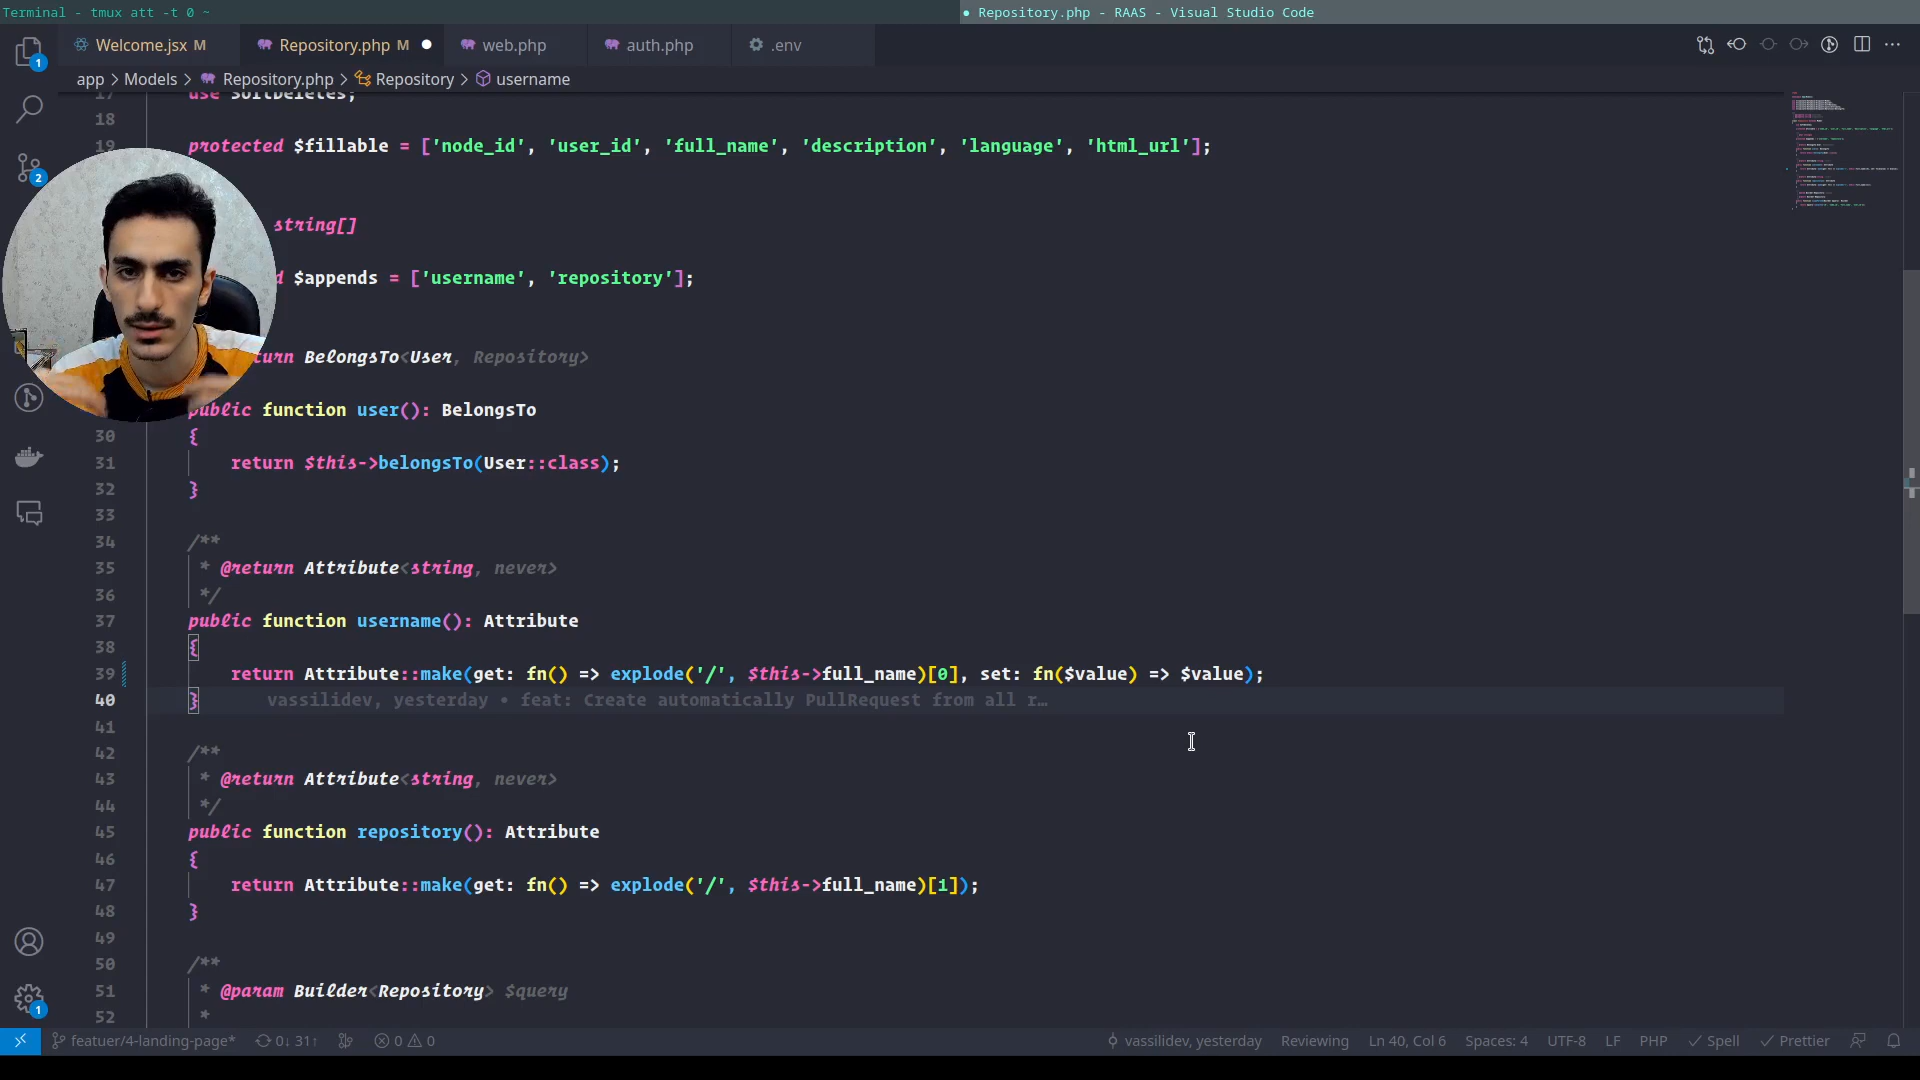 Terminal - tmux att -t 0 ~
● Repository.php - RAAS - Visual Studio Code
Welcome.jsx M
Repository.php M
web.php
auth.php
.env
app > Models > Repository.php > Repository > username
17 use SoftDeletes;
18
19 protected $fillable = ['node_id', 'user_id', 'full_name', 'description', 'language', 'html_url'];
string[]
d $appends = ['username', 'repository'];
turn BelongsTo<User, Repository>
public function user(): BelongsTo
30 {
31 return $this->belongsTo(User::class);
32 }
33
34 /**
35 * @return Attribute<string, never>
36 */
37 public function username(): Attribute
38 {
39 return Attribute::make(get: fn() => explode('/', $this->full_name)[0], set: fn($value) => $value);
40 } vassilidev, yesterday • feat: Create automatically PullRequest from all r…
41
42 /**
43 * @return Attribute<string, never>
44 */
45 public function repository(): Attribute
46 {
47 return Attribute::make(get: fn() => explode('/', $this->full_name)[1]);
48 }
49
50 /**
51 * @param Builder<Repository> $query
52 *
1
2
1
featuer/4-landing-page* 0↓ 31↑ 0 0 vassilidev, yesterday Reviewing Ln 40, Col 6 Spaces: 4 UTF-8 LF PHP Spell Prettier